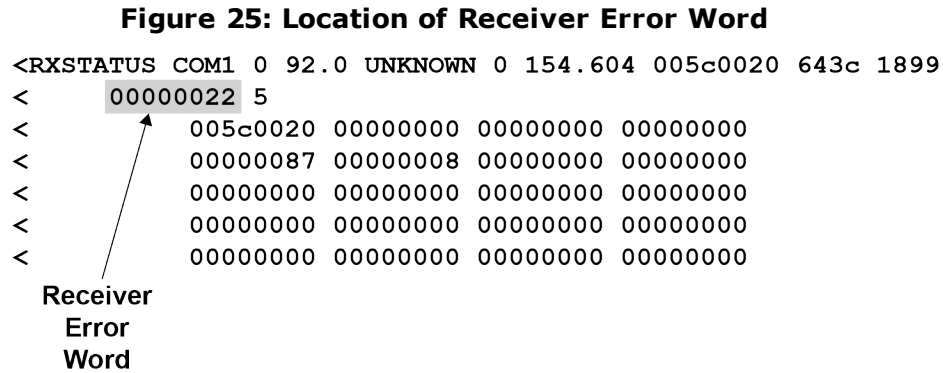 Figure 25: Location of Receiver Error Word
<RXSTATUS COM1 0 92.0 UNKNOWN 0 154.604 005c0020 643c 1899
< 00000022 5
< 005c0020 00000000 00000000 00000000
< 00000087 00000008 00000000 00000000
< 00000000 00000000 00000000 00000000
< 00000000 00000000 00000000 00000000
< 00000000 00000000 00000000 00000000
Receiver
Error
Word